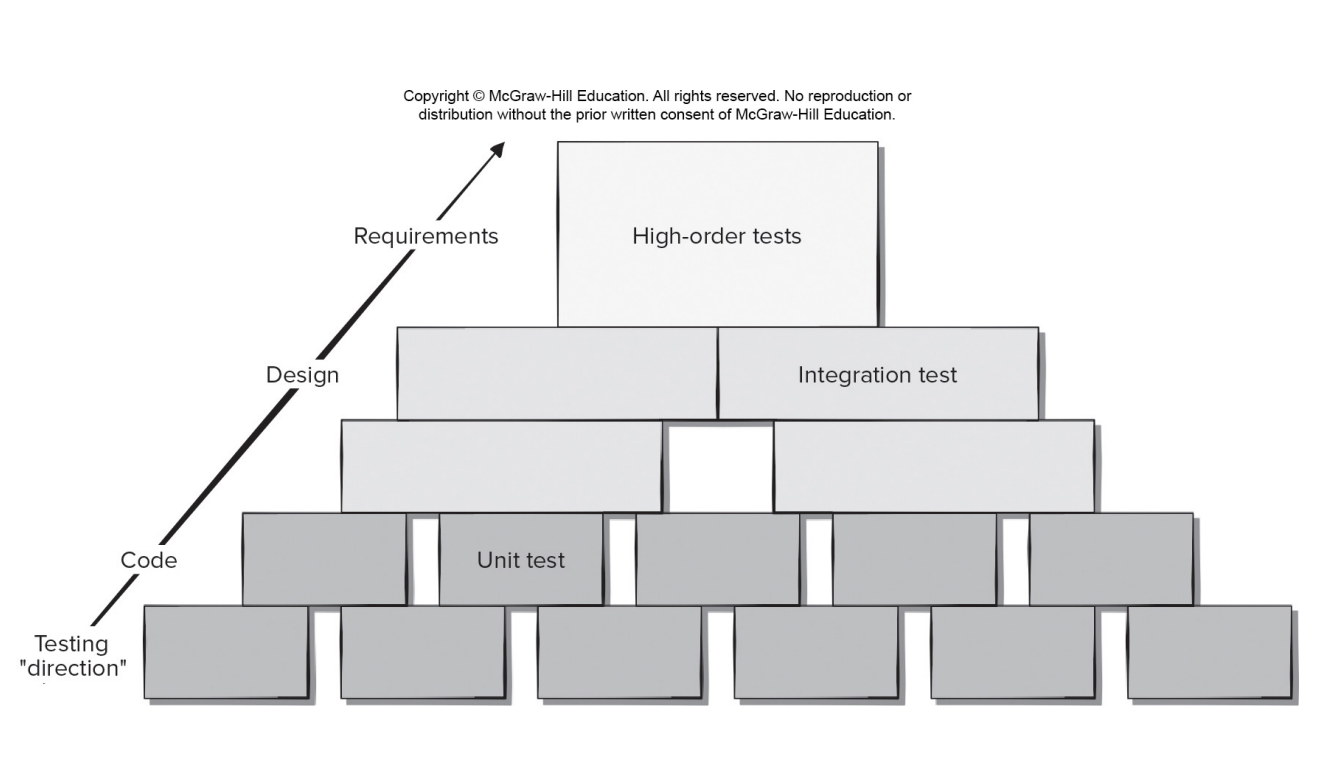 Copyright © McGraw-Hill Education. All rights reserved. No reproduction or
distribution without the prior written consent of McGraw-Hill Education.
Requirements
High-order tests
Design
Integration test
Code
Unit test
Testing
"direction"